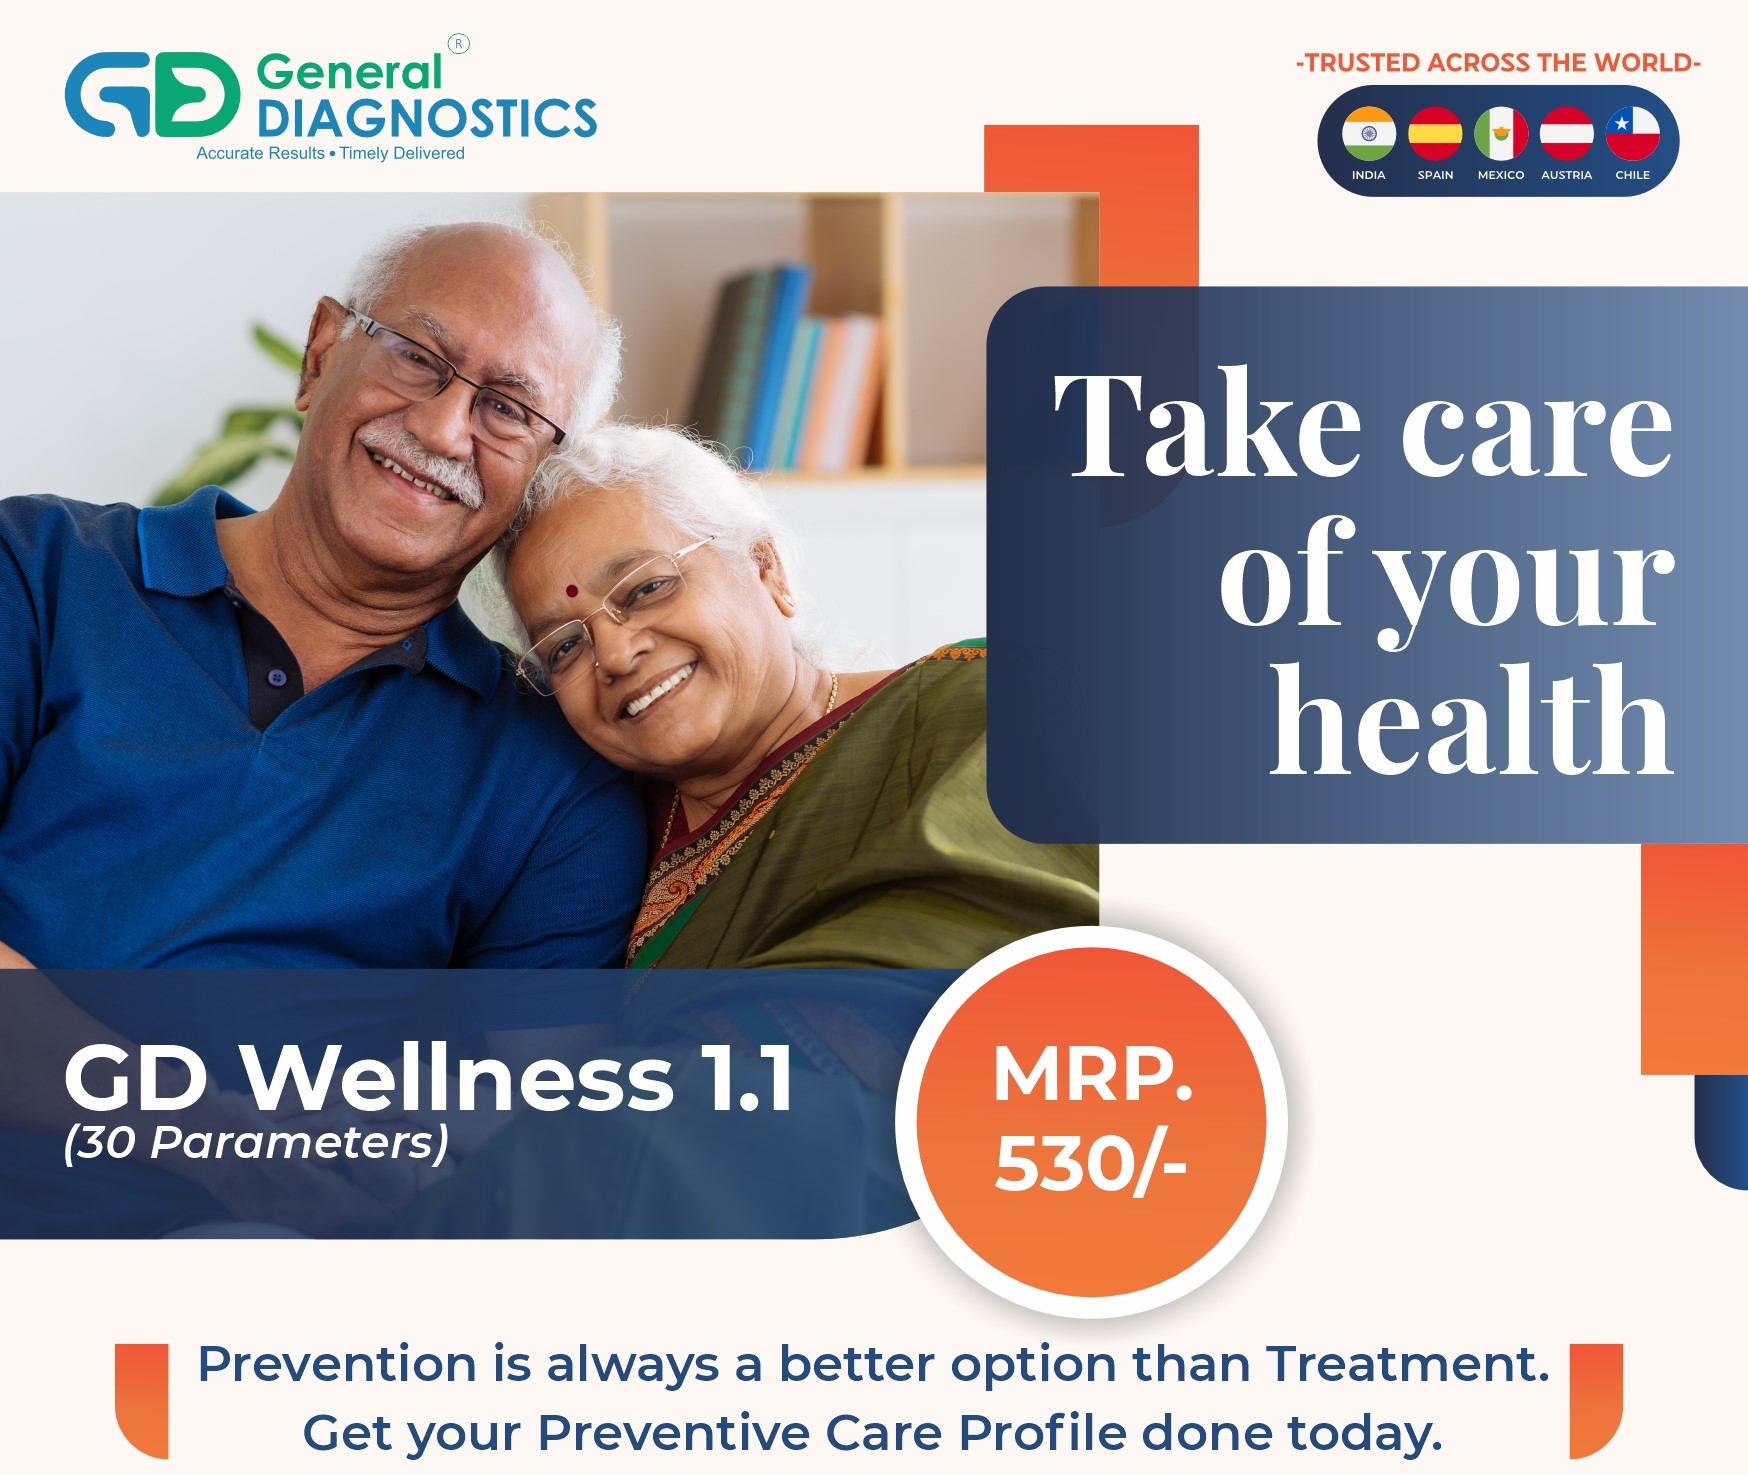 General ®
DIAGNOSTICS
Accurate Results • Timely Delivered
-TRUSTED ACROSS THE WORLD-
INDIA SPAIN MEXICO AUSTRIA CHILE
Take care
of your
health
GD Wellness 1.1
(30 Parameters)
MRP.
530/-
Prevention is always a better option than Treatment.
Get your Preventive Care Profile done today.